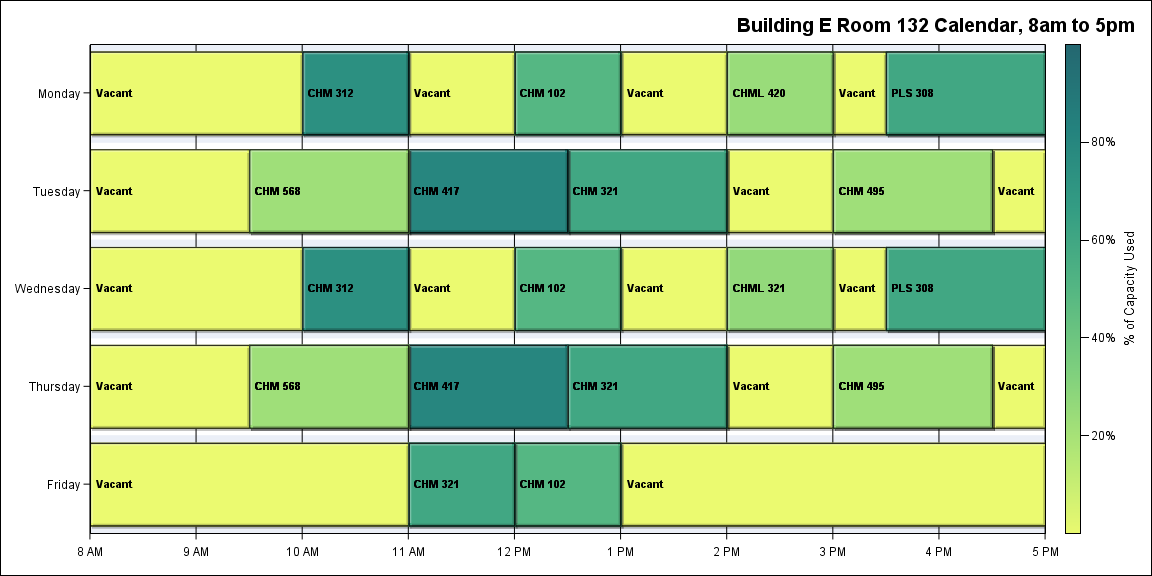 Building E Room 132 Calendar, 8am to 5pm
Monday
Vacant
CHM 312
Vacant
CHM 102
Vacant
CHML 420
Vacant
PLS 308
Tuesday
Vacant
CHM 568
CHM 417
CHM 321
Vacant
CHM 495
Vacant
Wednesday
Vacant
CHM 312
Vacant
CHM 102
Vacant
CHML 321
Vacant
PLS 308
Thursday
Vacant
CHM 568
CHM 417
CHM 321
Vacant
CHM 495
Vacant
Friday
Vacant
CHM 321
CHM 102
Vacant
8 AM
9 AM
10 AM
11 AM
12 PM
1 PM
2 PM
3 PM
4 PM
5 PM
80%
60%
40%
20%
% of Capacity Used